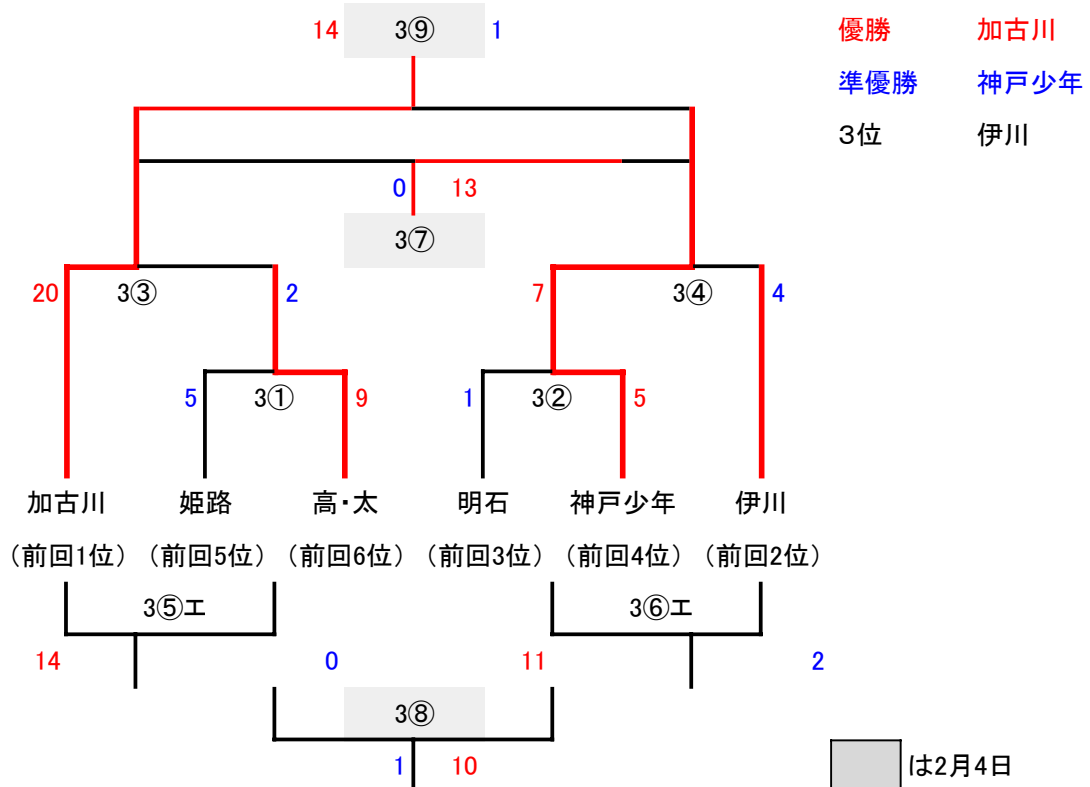 14 3⑨ 1
優勝 加古川
準優勝 神戸少年
3位 伊川
0 13
3⑦
20 3③ 2 7 3④ 4
5 3① 9 1 3② 5
加古川 姫路 高・太 明石 神戸少年 伊川
（前回1位） （前回5位） （前回6位） （前回3位） （前回4位） （前回2位）
3⑤エ 3⑥エ
14 0 11 2
3⑧
1 10
は2月4日